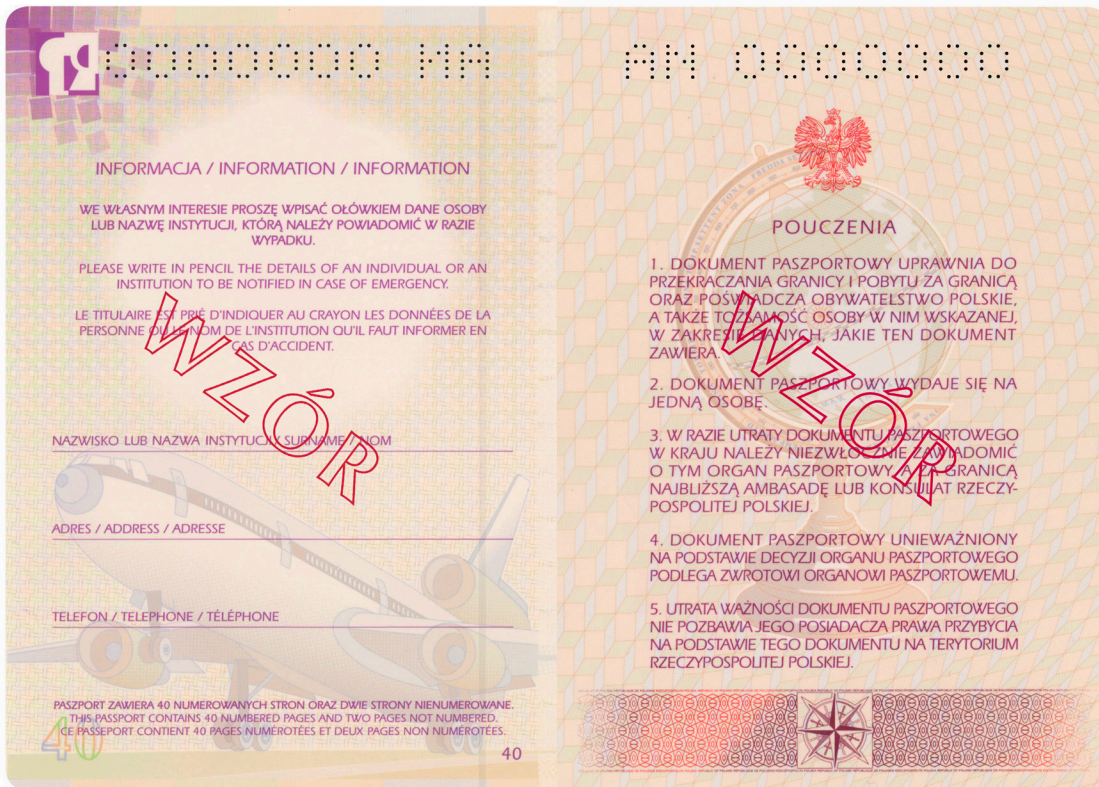 0000000 MA
INFORMACJA / INFORMATION / INFORMATION
WE WŁASNYM INTERESIE PROSZĘ WPISAĆ OŁÓWKIEM DANE OSOBY
LUB NAZWĘ INSTYTUCJI, KTÓRĄ NALEŻY POWIADOMIĆ W RAZIE
WYPADKU.
PLEASE WRITE IN PENCIL THE DETAILS OF AN INDIVIDUAL OR AN
INSTITUTION TO BE NOTIFIED IN CASE OF EMERGENCY.
LE TITULAIRE EST PRIÉ D'INDIQUER AU CRAYON LES DONNÉES DE LA
PERSONNE OU LE NOM DE L'INSTITUTION QU'IL FAUT INFORMER EN
CAS D'ACCIDENT.
WZÓR
NAZWISKO LUB NAZWA INSTYTUCJI/ SURNAME / NOM
ADRES / ADDRESS / ADRESSE
TELEFON / TELEPHONE / TÉLÉPHONE
PASZPORT ZAWIERA 40 NUMEROWANYCH STRON ORAZ DWIE STRONY NIENUMEROWANE.
THIS PASSPORT CONTAINS 40 NUMBERED PAGES AND TWO PAGES NOT NUMBERED.
CE PASSEPORT CONTIENT 40 PAGES NUMÉROTÉES ET DEUX PAGES NON NUMÉROTÉES.
40
40
AM 0000000
POUCZENIA
1. DOKUMENT PASZPORTOWY UPRAWNIA DO
PRZEKRACZANIA GRANICY I POBYTU ZA GRANICĄ
ORAZ POŚWIADCZA OBYWATELSTWO POLSKIE,
A TAKŻE TOŻSAMOŚĆ OSOBY W NIM WSKAZANEJ,
W ZAKRESIE DANYCH, JAKIE TEN DOKUMENT
ZAWIERA.
2. DOKUMENT PASZPORTOWY WYDAJE SIĘ NA
JEDNĄ OSOBĘ.
WZÓR
3. W RAZIE UTRATY DOKUMENTU PASZPORTOWEGO
W KRAJU NALEŻY NIEZWŁOCZNIE ZAWIADOMIĆ
O TYM ORGAN PASZPORTOWY, A ZA GRANICĄ
NAJBLIŻSZĄ AMBASADĘ LUB KONSULAT RZECZY-
POSPOLITEJ POLSKIEJ.
4. DOKUMENT PASZPORTOWY UNIEWAŻNIONY
NA PODSTAWIE DECYZJI ORGANU PASZPORTOWEGO
PODLEGA ZWROTOWI ORGANOWI PASZPORTOWEMU.
5. UTRATA WAŻNOŚCI DOKUMENTU PASZPORTOWEGO
NIE POZBAWIA JEGO POSIADACZA PRAWA PRZYBYCIA
NA PODSTAWIE TEGO DOKUMENTU NA TERYTORIUM
RZECZYPOSPOLITEJ POLSKIEJ.